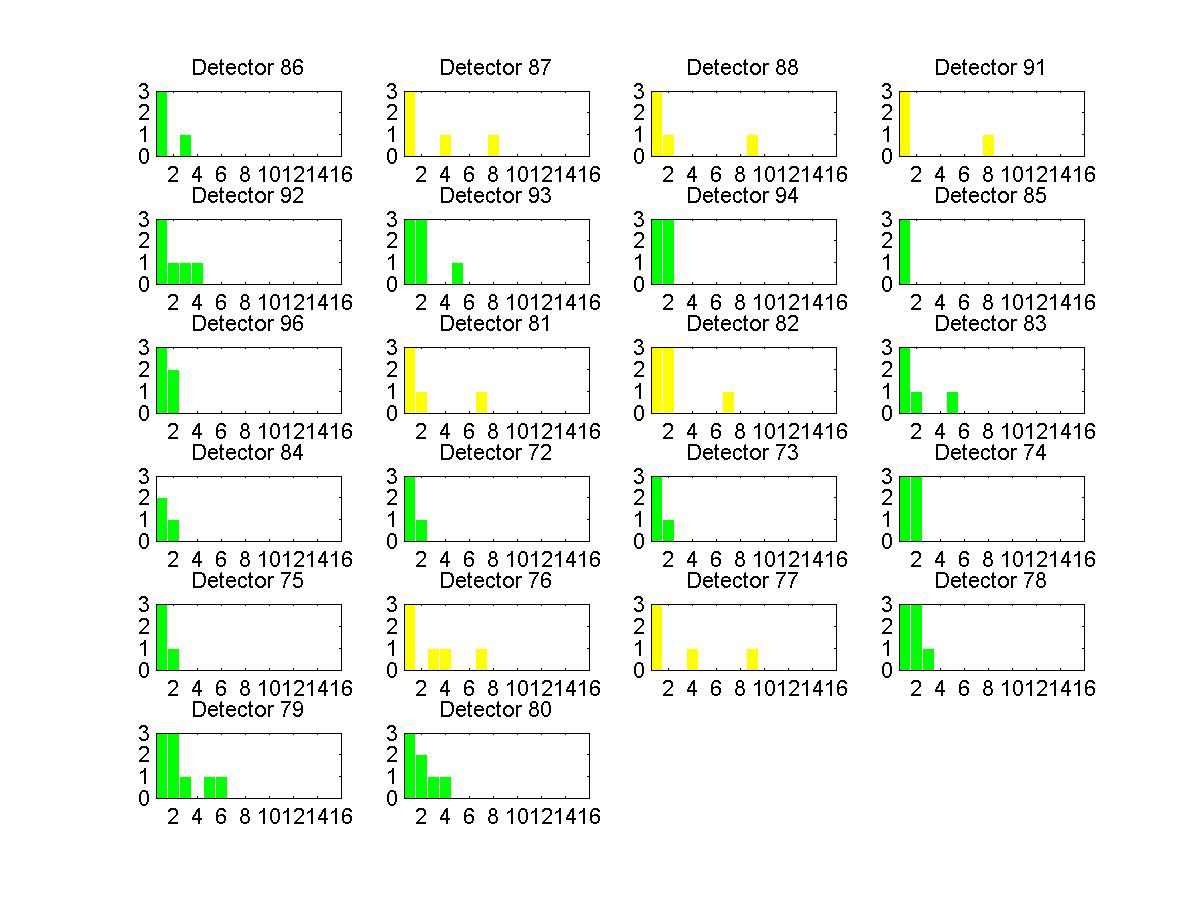 Detector 86 Detector 87 Detector 88 Detector 91
3 3 3 3
2 2 2 2
1 1 1 1
0 0 0 0
2 4 6 8 10121416 2 4 6 8 10121416 2 4 6 8 10121416 2 4 6 8 10121416
Detector 92 Detector 93 Detector 94 Detector 85
3 3 3 3
2 2 2 2
1 1 1 1
0 0 0 0
2 4 6 8 10121416 2 4 6 8 10121416 2 4 6 8 10121416 2 4 6 8 10121416
Detector 96 Detector 81 Detector 82 Detector 83
3 3 3 3
2 2 2 2
1 1 1 1
0 0 0 0
2 4 6 8 10121416 2 4 6 8 10121416 2 4 6 8 10121416 2 4 6 8 10121416
Detector 84 Detector 72 Detector 73 Detector 74
3 3 3 3
2 2 2 2
1 1 1 1
0 0 0 0
2 4 6 8 10121416 2 4 6 8 10121416 2 4 6 8 10121416 2 4 6 8 10121416
Detector 75 Detector 76 Detector 77 Detector 78
3 3 3 3
2 2 2 2
1 1 1 1
0 0 0 0
2 4 6 8 10121416 2 4 6 8 10121416 2 4 6 8 10121416 2 4 6 8 10121416
Detector 79 Detector 80
3 3
2 2
1 1
0 0
2 4 6 8 10121416 2 4 6 8 10121416